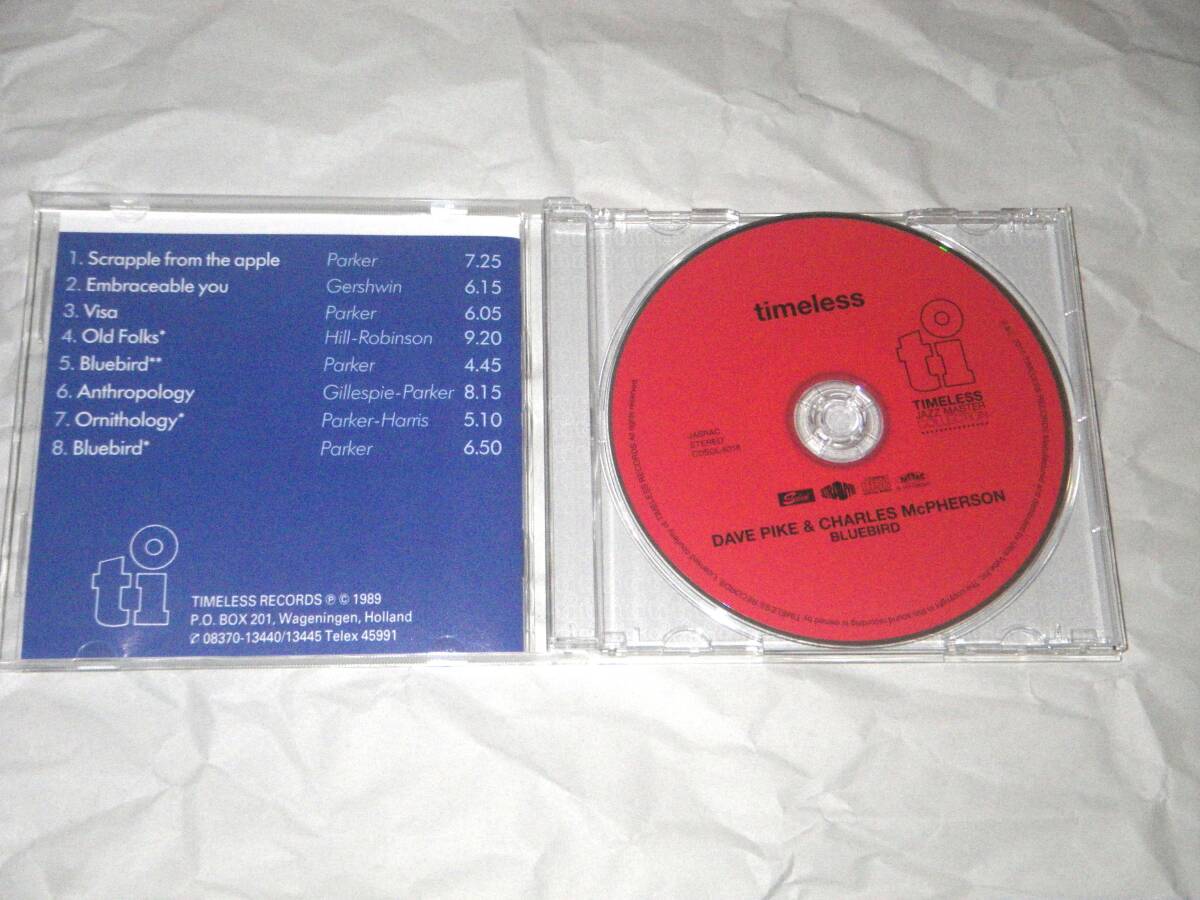 1. Scrapple from the apple Parker 7.25
2. Embraceable you Gershwin 6.15
3. Visa Parker 6.05
4. Old Folks* Hill-Robinson 9.20
5. Bluebird** Parker 4.45
6. Anthropology Gillespie-Parker 8.15
7. Ornithology* Parker-Harris 5.10
8. Bluebird* Parker 6.50
ti
TIMELESS RECORDS ℗ © 1989
P.O. BOX 201, Wageningen, Holland
✆ 08370-13440/13445 Telex 45991
timeless
ti
TIMELESS
JAZZ MASTER
COLLECTION
JASRAC
STEREO
DAVE PIKE & CHARLES McPHERSON
BLUEBIRD